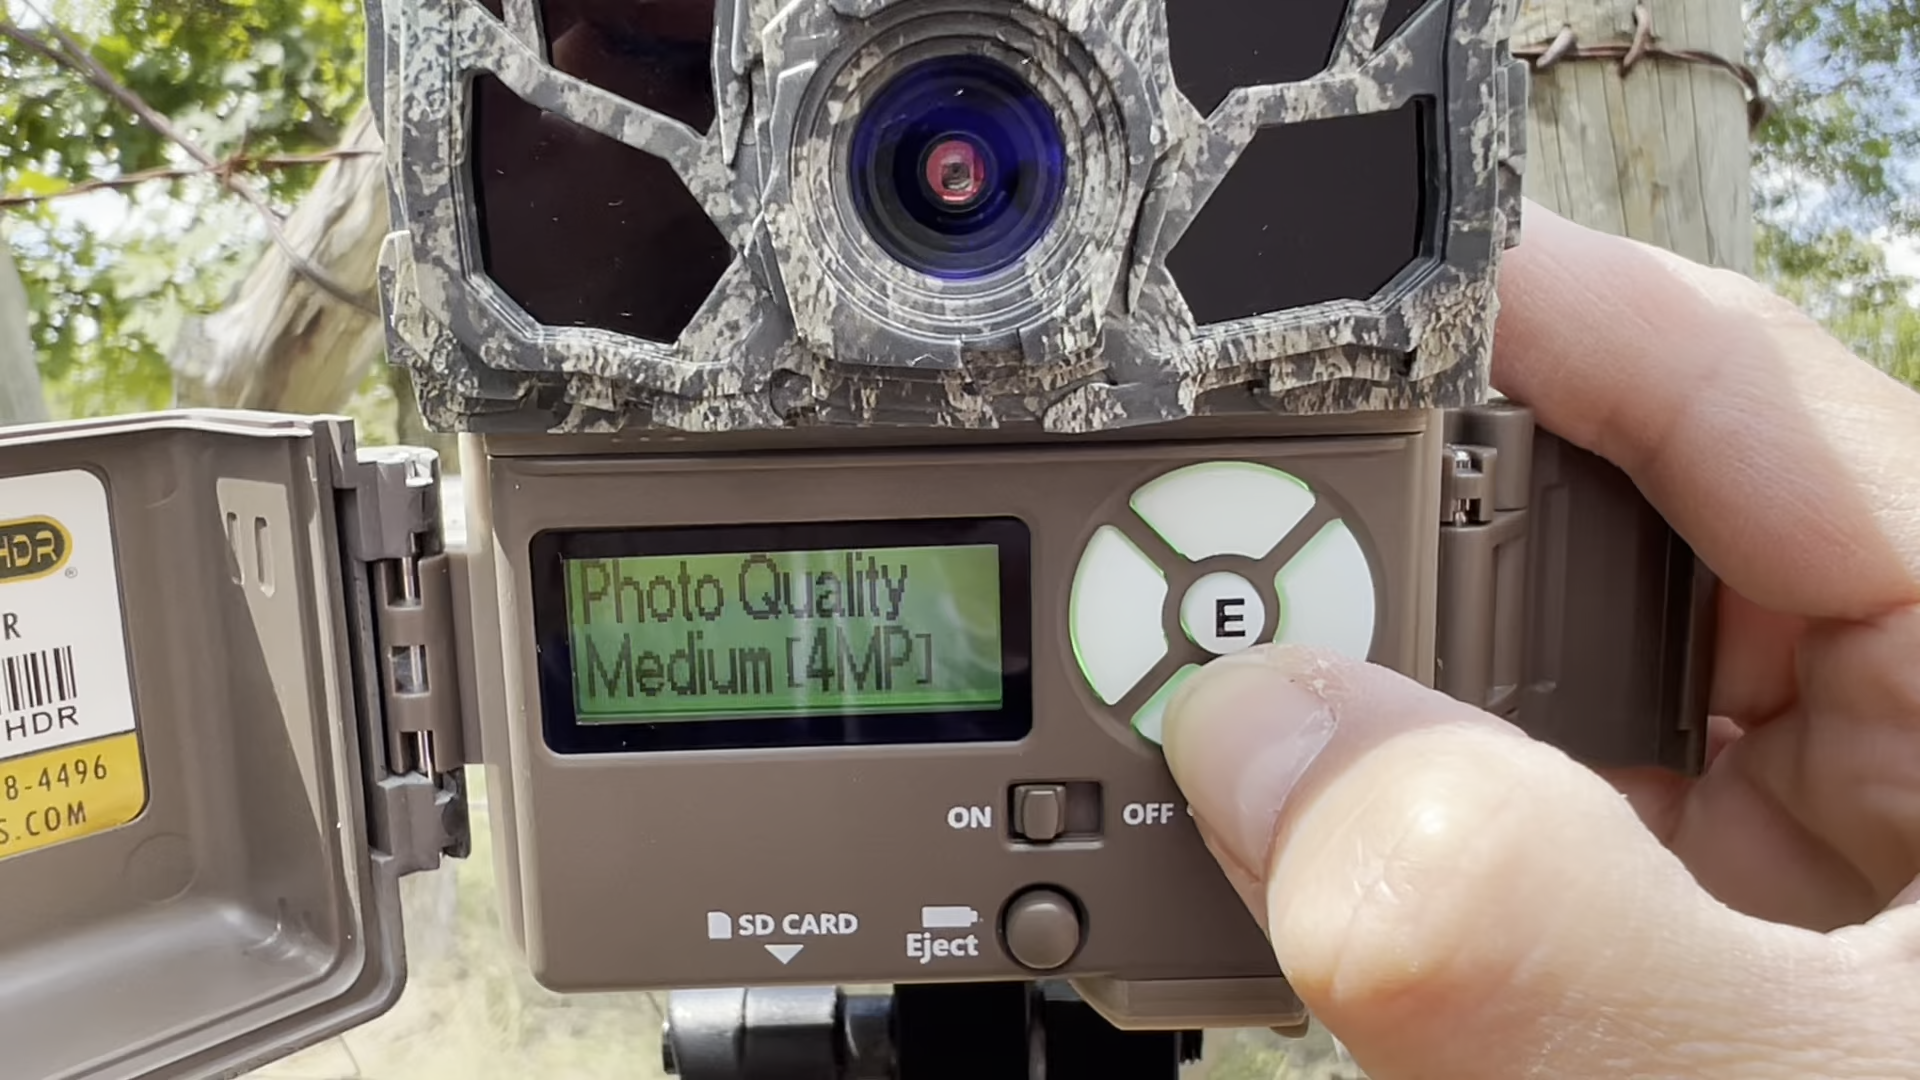 HDR
®
R
HDR
8-4496
S.COM
Photo Quality
Medium [4MP]
E
ON
OFF
SD CARD
Eject